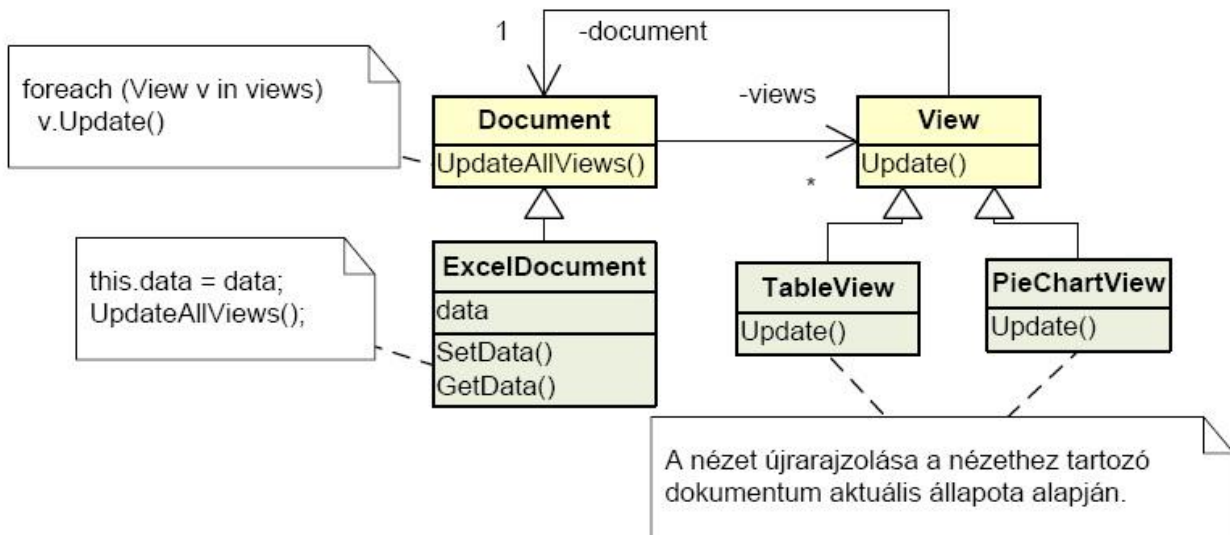 1
-document
foreach (View v in views)
v.Update()
-views
Document
UpdateAllViews()
View
Update()
*
this.data = data;
UpdateAllViews();
ExcelDocument
data
SetData()
GetData()
TableView
Update()
PieChartView
Update()
A nézet újrarajzolása a nézethez tartozó
dokumentum aktuális állapota alapján.